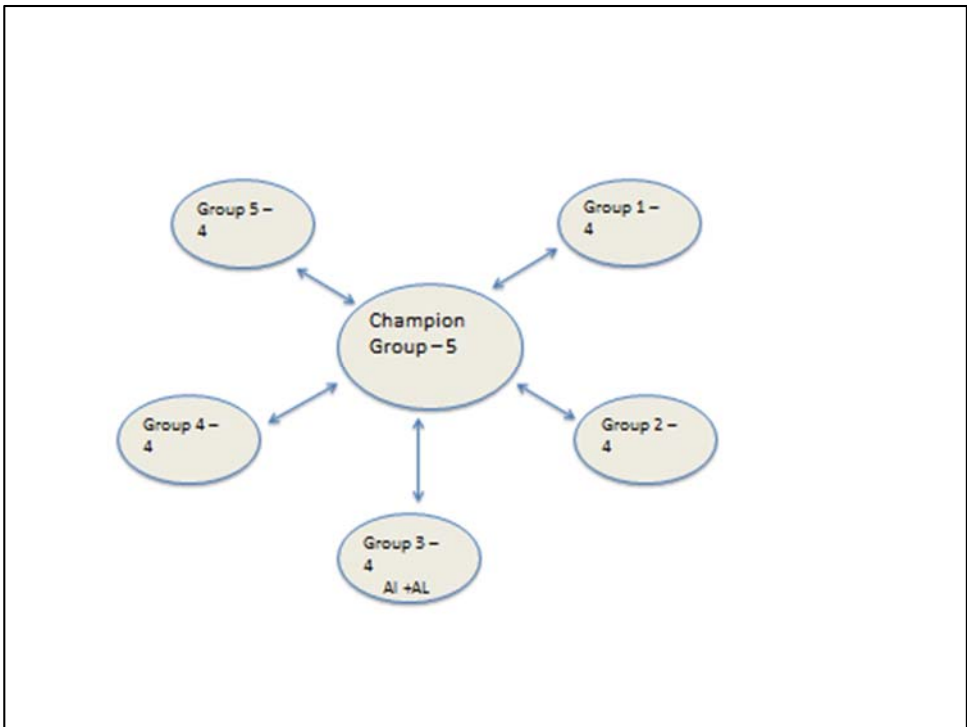 Group 5 –
4
Group 1 –
4
Champion
Group – 5
Group 4 –
4
Group 2 –
4
Group 3 –
4
AI +AL